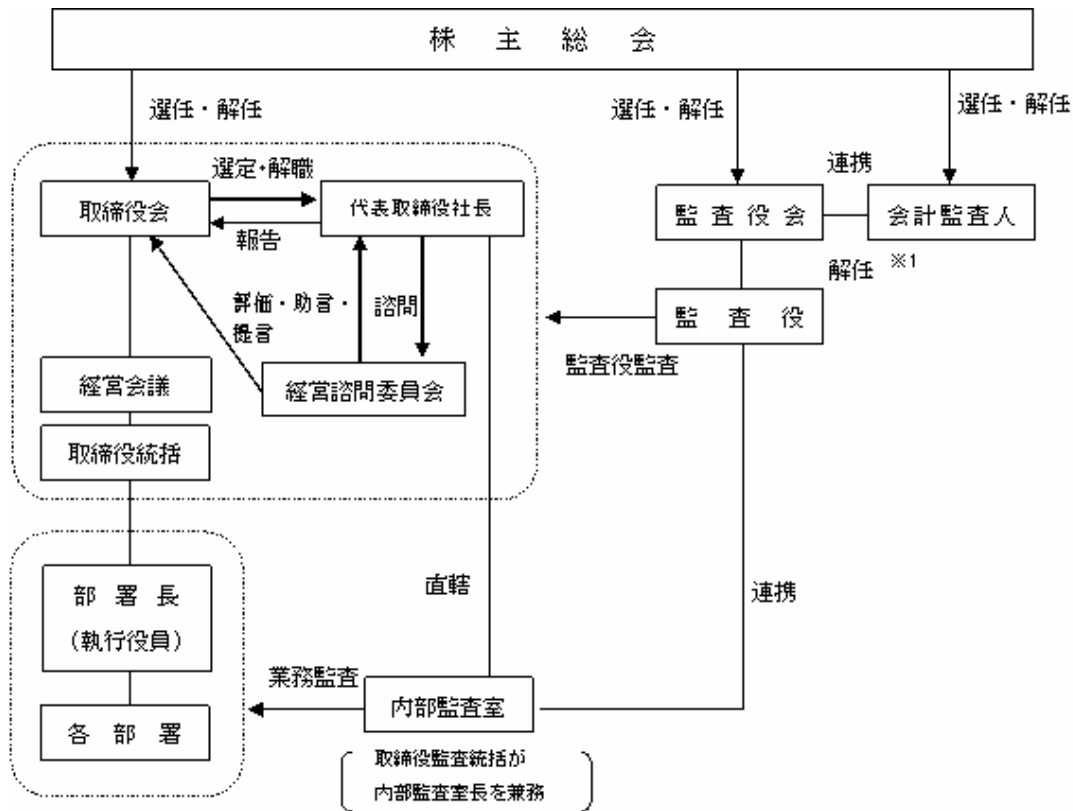 株主総会
選任・解任
選任・解任
選任・解任
選定・解職
連携
取締役会
代表取締役社長
監査役会
会計監査人
報告
解任
※1
評価・助言・
提言
諮問
監査役
監査役監査
経営会議
経営諮問委員会
取締役統括
部署長
(執行役員)
直轄
連携
業務監査
内部監査室
各部署
取締役監査統括が
内部監査室長を兼務